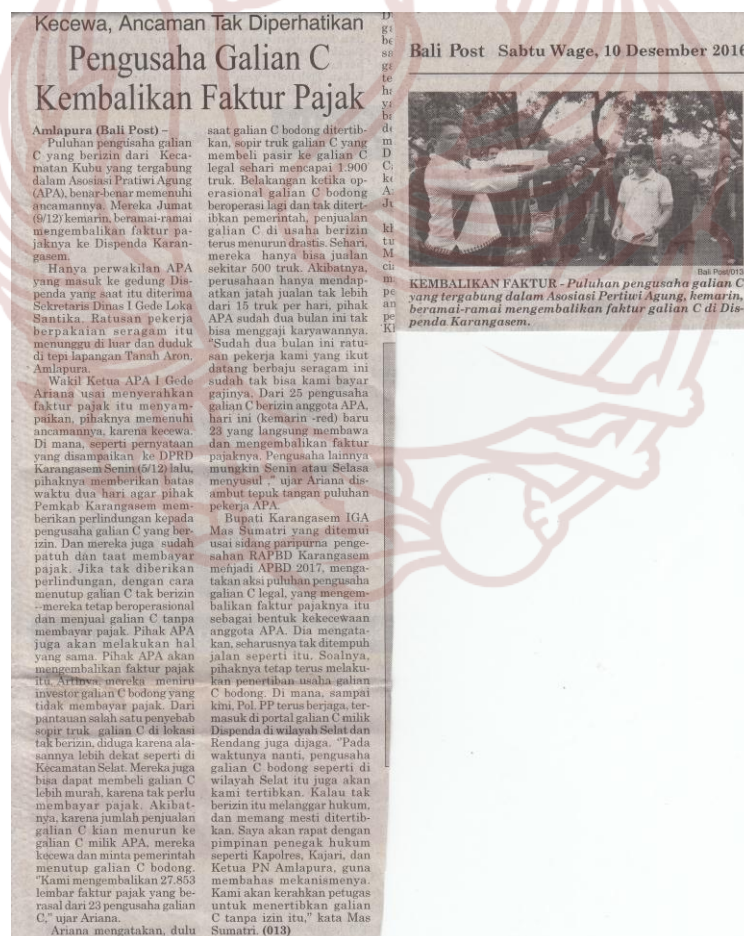 Kecewa, Ancaman Tak Diperhatikan
Pengusaha Galian C
Kembalikan Faktur Pajak
Amlapura (Bali Post) –
Puluhan pengusaha galian
C yang berizin dari Keca-
matan Kubu yang tergabung
dalam Asosiasi Pratiwi Agung
(APA), benar-benar memenuhi
ancamannya. Mereka Jumat
(9/12) kemarin, beramai-ramai
mengembalikan faktur pa-
jaknya ke Dispenda Karan-
gasem.
Hanya perwakilan APA
yang masuk ke gedung Dis-
penda yang saat itu diterima
Sekretaris Dinas I Gede Loka
Santika. Ratusan pekerja
berpakaian seragam itu
menunggu di luar dan duduk
di tepi lapangan Tanah Aron,
Amlapura.
Wakil Ketua APA I Gede
Ariana usai menyerahkan
faktur pajak itu menyam-
paikan, pihaknya memenuhi
ancamannya, karena kecewa.
Di mana, seperti pernyataan
yang disampaikan ke DPRD
Karangasem Senin (5/12) lalu,
pihaknya memberikan batas
waktu dua hari agar pihak
Pemkab Karangasem mem-
berikan perlindungan kepada
pengusaha galian C yang ber-
izin. Dan mereka juga sudah
patuh dan taat membayar
pajak. Jika tak diberikan
perlindungan, dengan cara
menutup galian C tak berizin
--mereka tetap beroperasional
dan menjual galian C tanpa
membayar pajak. Pihak APA
juga akan melakukan hal
yang sama. Pihak APA akan
mengembalikan faktur pajak
itu. Artinya, mereka meniru
investor galian C bodong yang
tidak membayar pajak. Dari
pantauan salah satu penyebab
sopir truk galian C di lokasi
tak berizin, diduga karena ala-
sannya lebih dekat seperti di
Kecamatan Selat. Mereka juga
bisa dapat membeli galian C
lebih murah, karena tak perlu
membayar pajak. Akibat-
nya, karena jumlah penjualan
galian C kian menurun ke
galian C milik APA, mereka
kecewa dan minta pemerintah
menutup galian C bodong.
"Kami mengembalikan 27.853
lembar faktur pajak yang be-
rasal dari 23 pengusaha galian
C," ujar Ariana.
Ariana mengatakan, dulu
saat galian C bodong ditertib-
kan, sopir truk galian C yang
membeli pasir ke galian C
legal sehari mencapai 1.900
truk. Belakangan ketika op-
erasional galian C bodong
beroperasi lagi dan tak ditert-
ibkan pemerintah, penjualan
galian C di usaha berizin
terus menurun drastis. Sehari,
mereka hanya bisa jualan
sekitar 500 truk. Akibatnya,
perusahaan hanya mendap-
atkan jatah jualan tak lebih
dari 15 truk per hari, pihak
APA sudah dua bulan ini tak
bisa menggaji karyawannya.
"Sudah dua bulan ini ratu-
san pekerja kami yang ikut
datang berbaju seragam ini
sudah tak bisa kami bayar
gajinya. Dari 25 pengusaha
galian C berizin anggota APA,
hari ini (kemarin -red) baru
23 yang langsung membawa
dan mengembalikan faktur
pajaknya. Pengusaha lainnya
mungkin Senin atau Selasa
menyusul ," ujar Ariana dis-
ambut tepuk tangan puluhan
pekerja APA.
Bupati Karangasem IGA
Mas Sumatri yang ditemui
usai sidang paripurna penge-
sahan RAPBD Karangasem
menjadi APBD 2017, menga-
takan aksi puluhan pengusaha
galian C legal, yang mengem-
balikan faktur pajaknya itu
sebagai bentuk kekecewaan
anggota APA. Dia mengata-
kan, seharusnya tak ditempuh
jalan seperti itu. Soalnya,
pihaknya tetap terus melaku-
kan penertiban usaha galian
C bodong. Di mana, sampai
kini, Pol. PP terus berjaga, ter-
masuk di portal galian C milik
Dispenda di wilayah Selat dan
Rendang juga dijaga. "Pada
waktunya nanti, pengusaha
galian C bodong seperti di
wilayah Selat itu juga akan
kami tertibkan. Kalau tak
berizin itu melanggar hukum,
dan memang mesti ditertib-
kan. Saya akan rapat dengan
pimpinan penegak hukum
seperti Kapolres, Kajari, dan
Ketua PN Amlapura, guna
membahas mekanismenya.
Kami akan kerahkan petugas
untuk menertibkan galian
C tanpa izin itu," kata Mas
Sumatri. (013)
Bali Post Sabtu Wage, 10 Desember 2016
Bali Post/013
KEMBALIKAN FAKTUR - Puluhan pengusaha galian C
yang tergabung dalam Asosiasi Pertiwi Agung, kemarin,
beramai-ramai mengembalikan faktur galian C di Dis-
penda Karangasem.